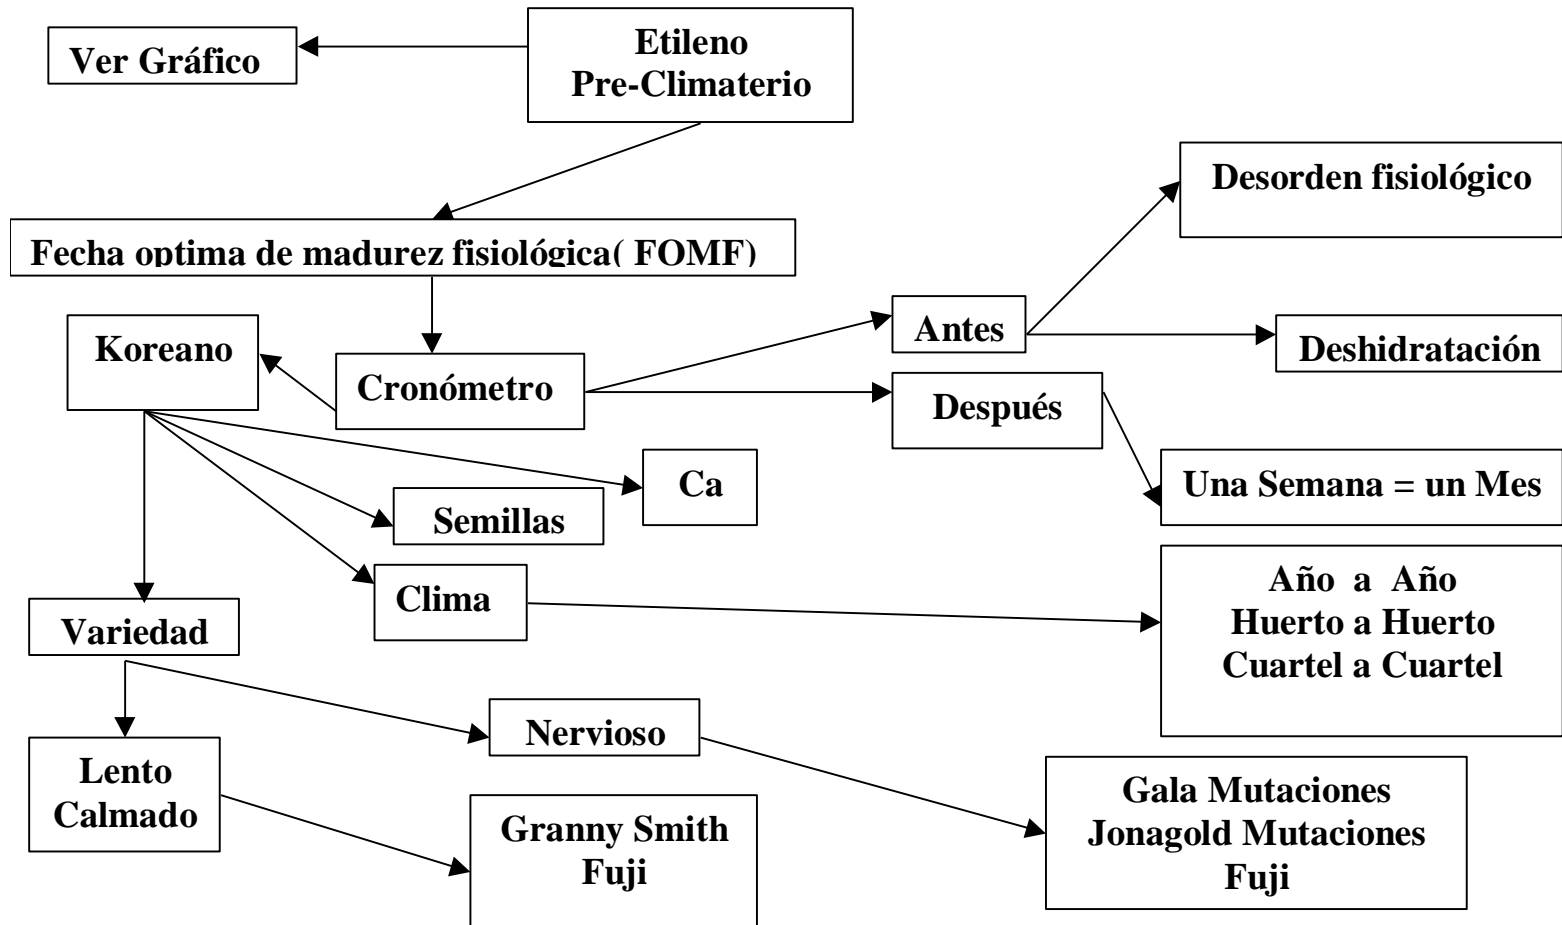 Ver Gráfico
Etileno
Pre-Climaterio
Desorden fisiológico
Fecha optima de madurez fisiológica( FOMF)
Koreano
Cronómetro
Antes
Deshidratación
Después
Ca
Una Semana = un Mes
Semillas
Clima
Año a Año
Huerto a Huerto
Cuartel a Cuartel
Variedad
Nervioso
Lento
Calmado
Granny Smith
Fuji
Gala Mutaciones
Jonagold Mutaciones
Fuji